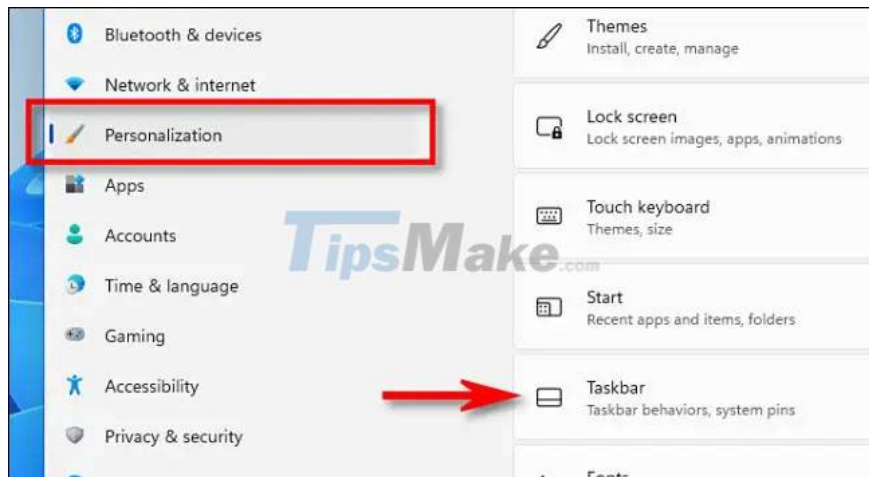 Bluetooth & devices
Network & internet
Personalization
Apps
Accounts
Time & language
Gaming
Accessibility
Privacy & security
Themes
Install, create, manage
Lock screen
Lock screen images, apps, animations
Touch keyboard
Themes, size
Start
Recent apps and items, folders
Taskbar
Taskbar behaviors, system pins
Fonts
TipsMake.com